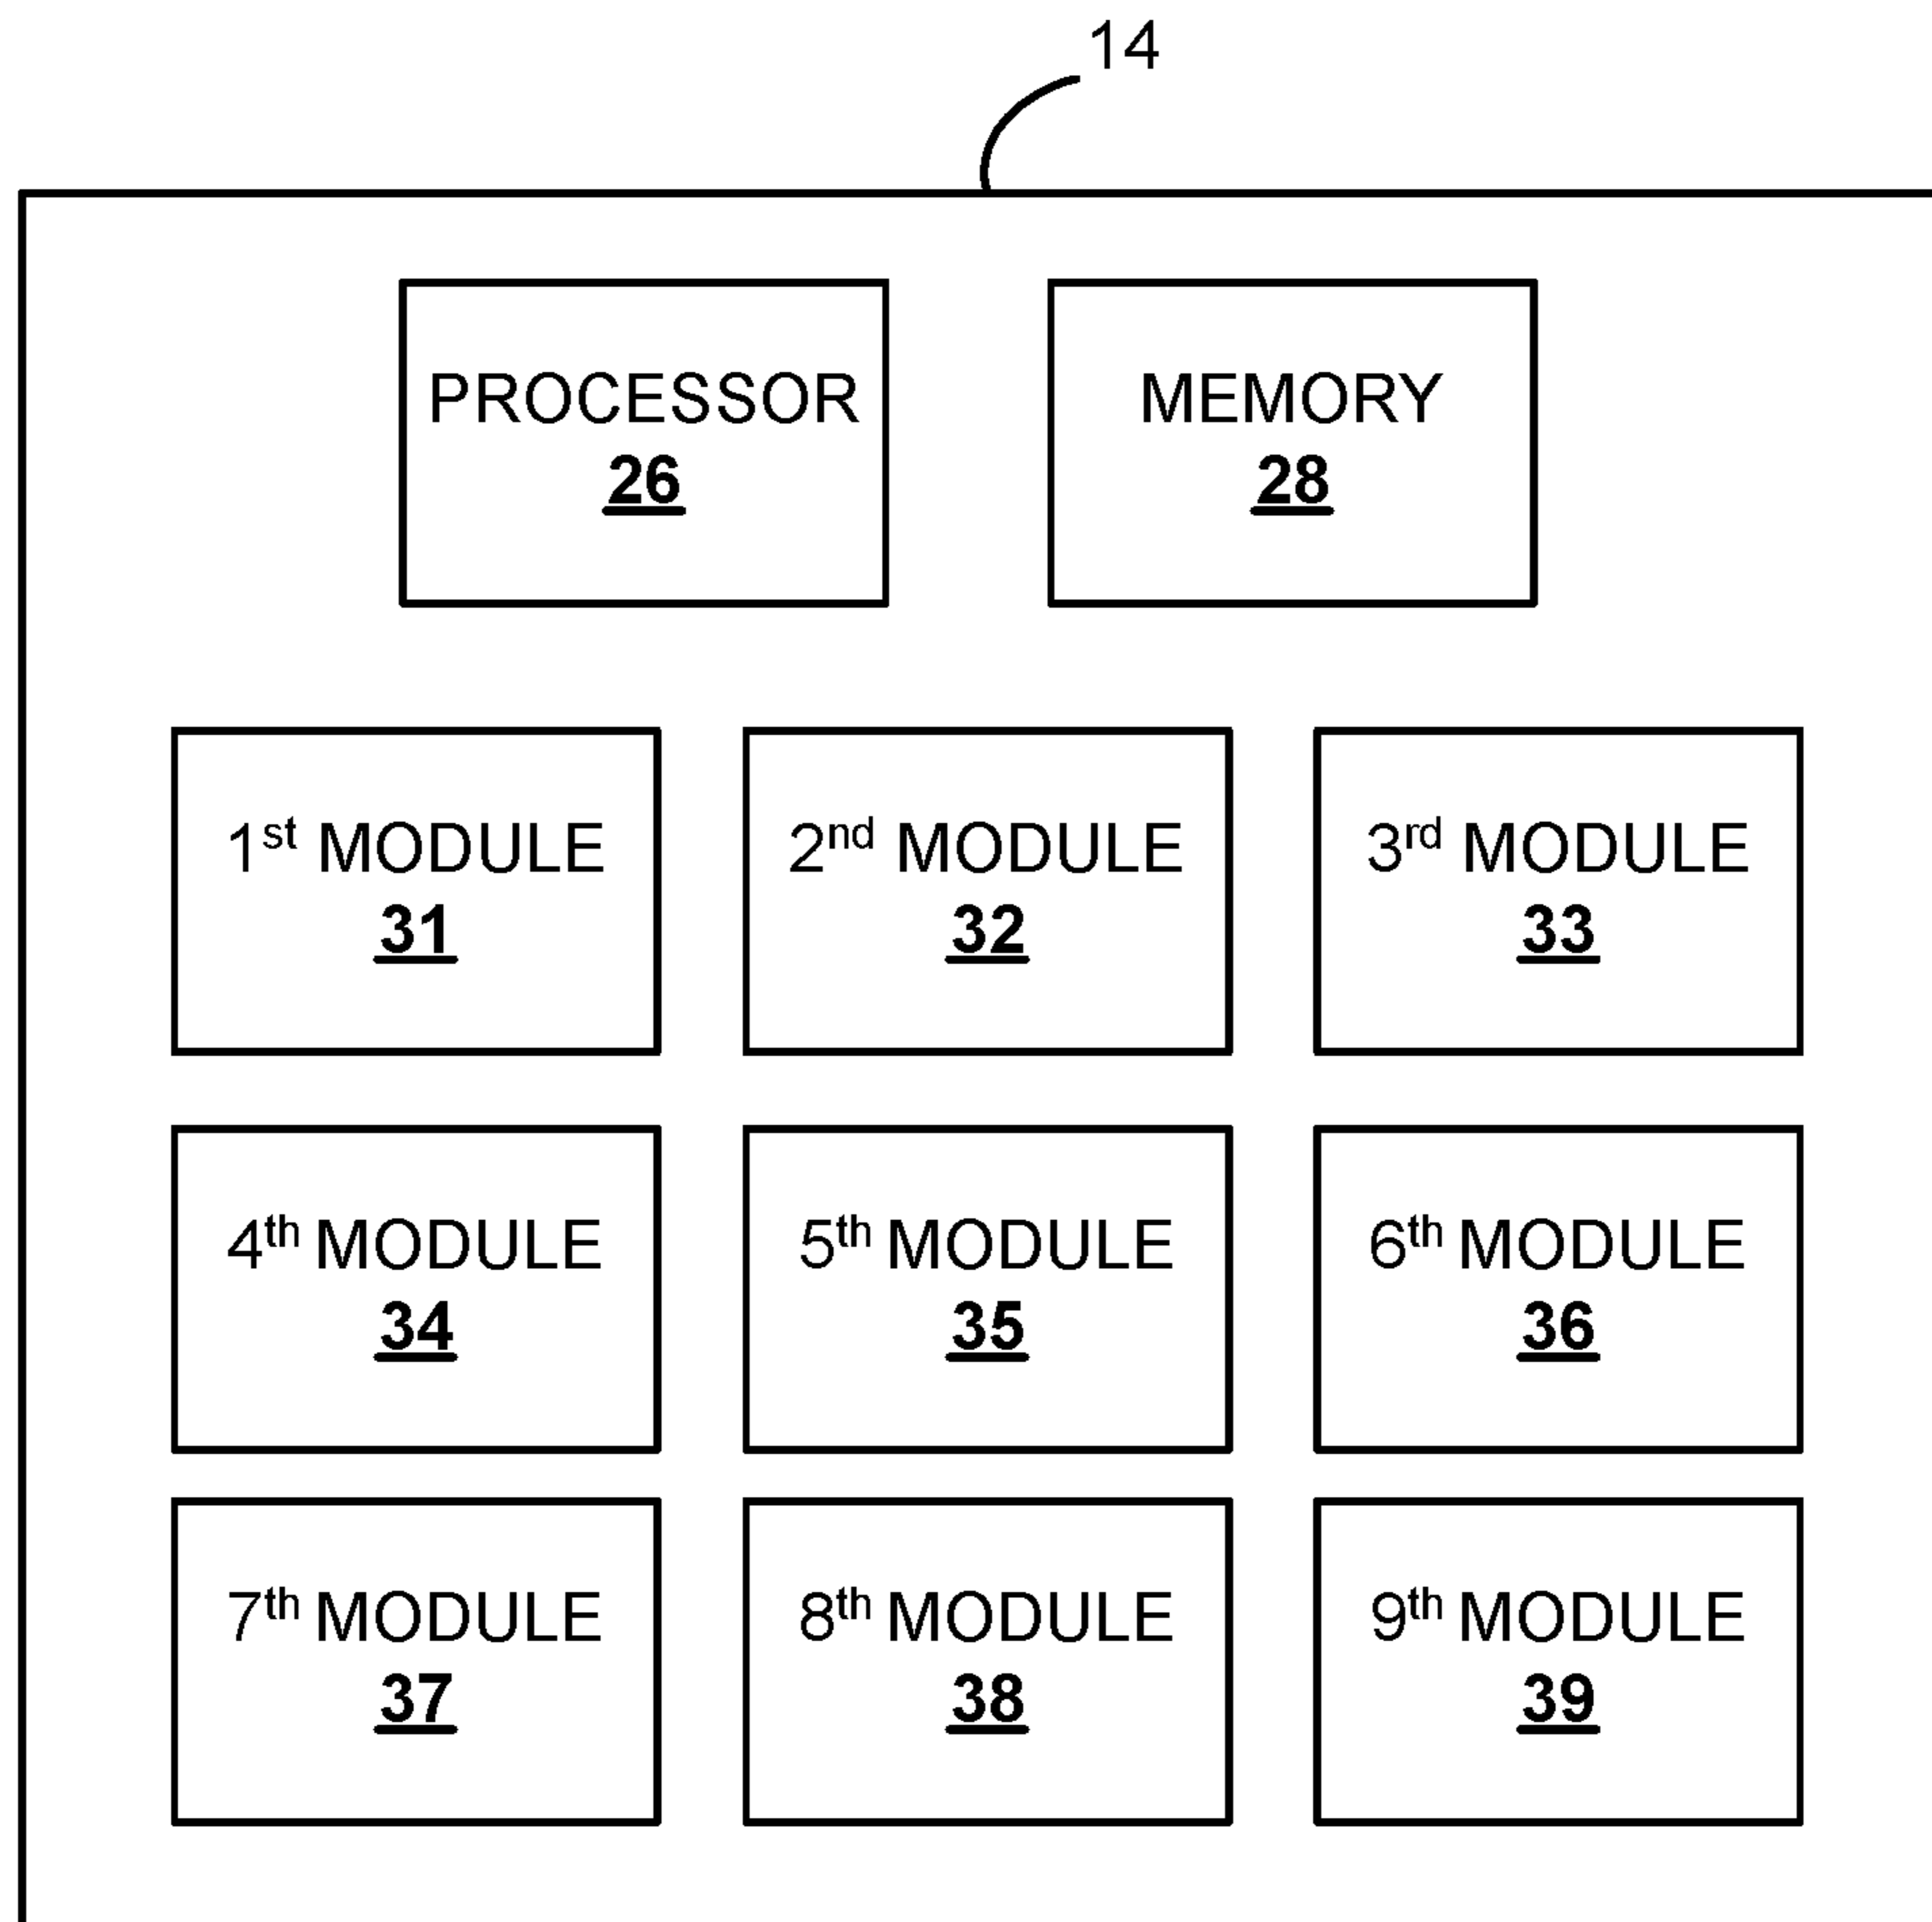 14
PROCESSOR
26
MEMORY
28
1st MODULE
31
2nd MODULE
32
3rd MODULE
33
4th MODULE
34
5th MODULE
35
6th MODULE
36
7th MODULE
37
8th MODULE
38
9th MODULE
39